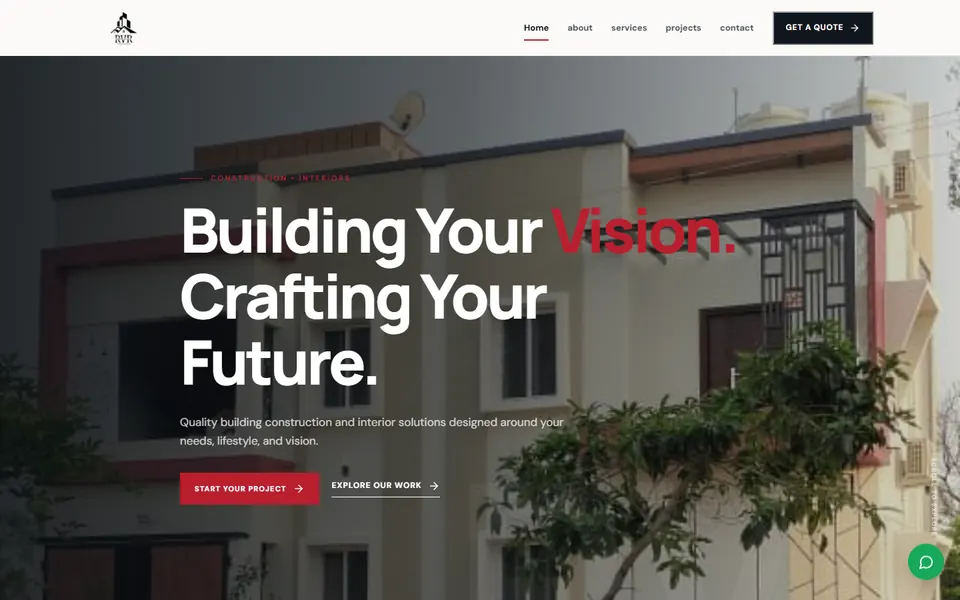 Home about services projects contact GET A QUOTE
CONSTRUCTION • INTERIORS
Building Your Vision.
Crafting Your
Future.
Quality building construction and interior solutions designed around your
needs, lifestyle, and vision.
START YOUR PROJECT
EXPLORE OUR WORK